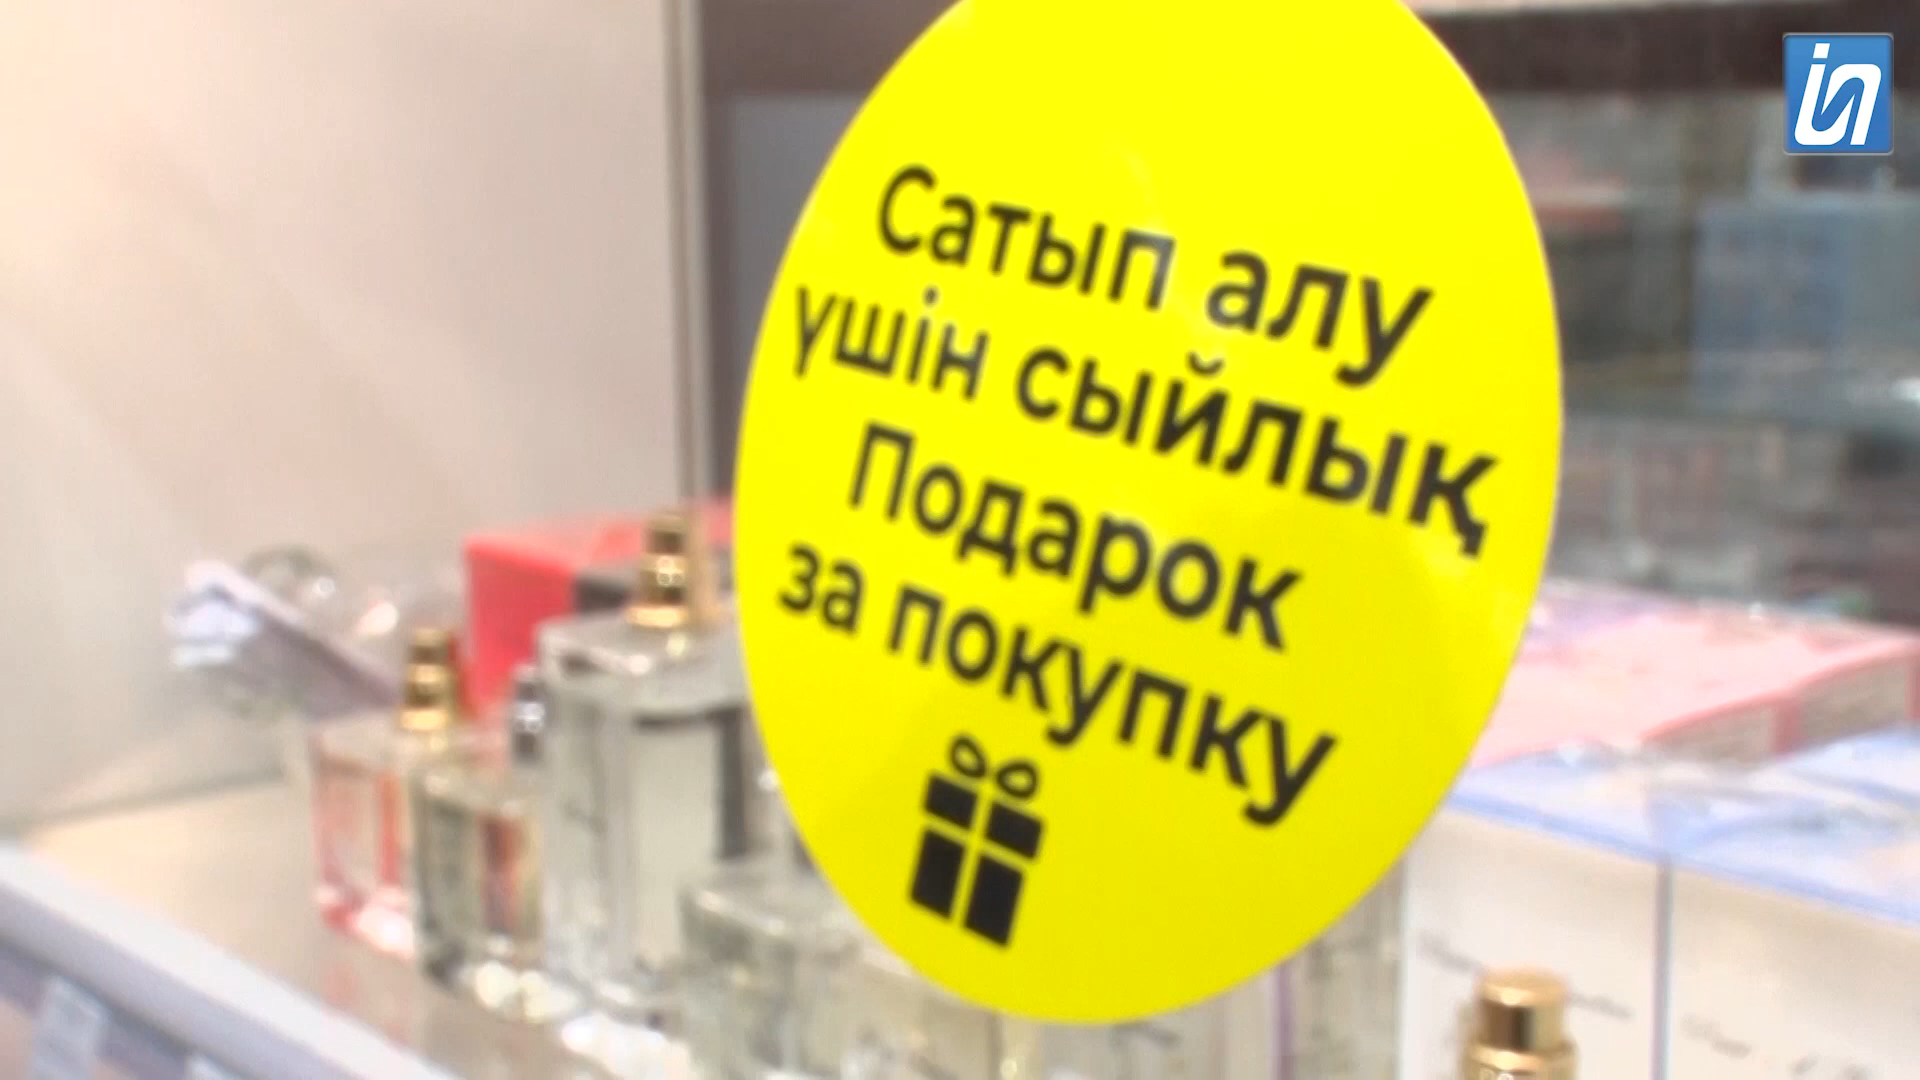 Сатып алу
үшін сыйлық
Подарок
за покупку